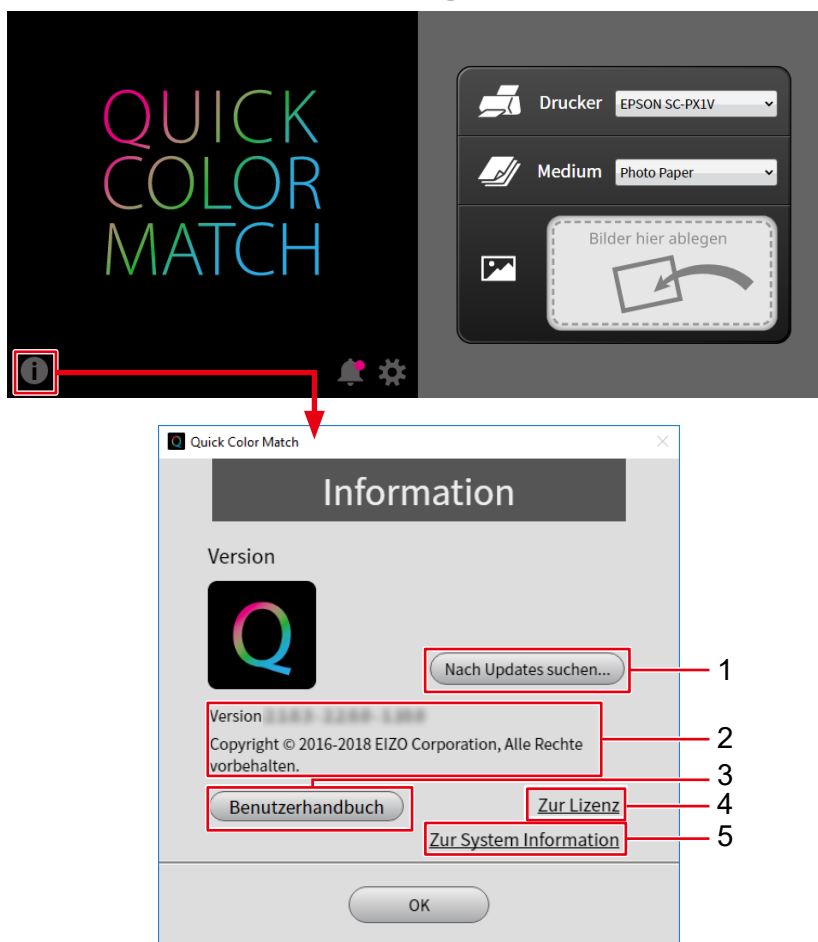 QUICK
COLOR
MATCH
Drucker EPSON SC-PX1V
Medium Photo Paper
Bilder hier ablegen
Quick Color Match
Information
Version
Q
Nach Updates suchen...
1
Version
2
Copyright © 2016-2018 EIZO Corporation, Alle Rechte
vorbehalten.
3
Benutzerhandbuch
Zur Lizenz
4
Zur System Information
5
OK